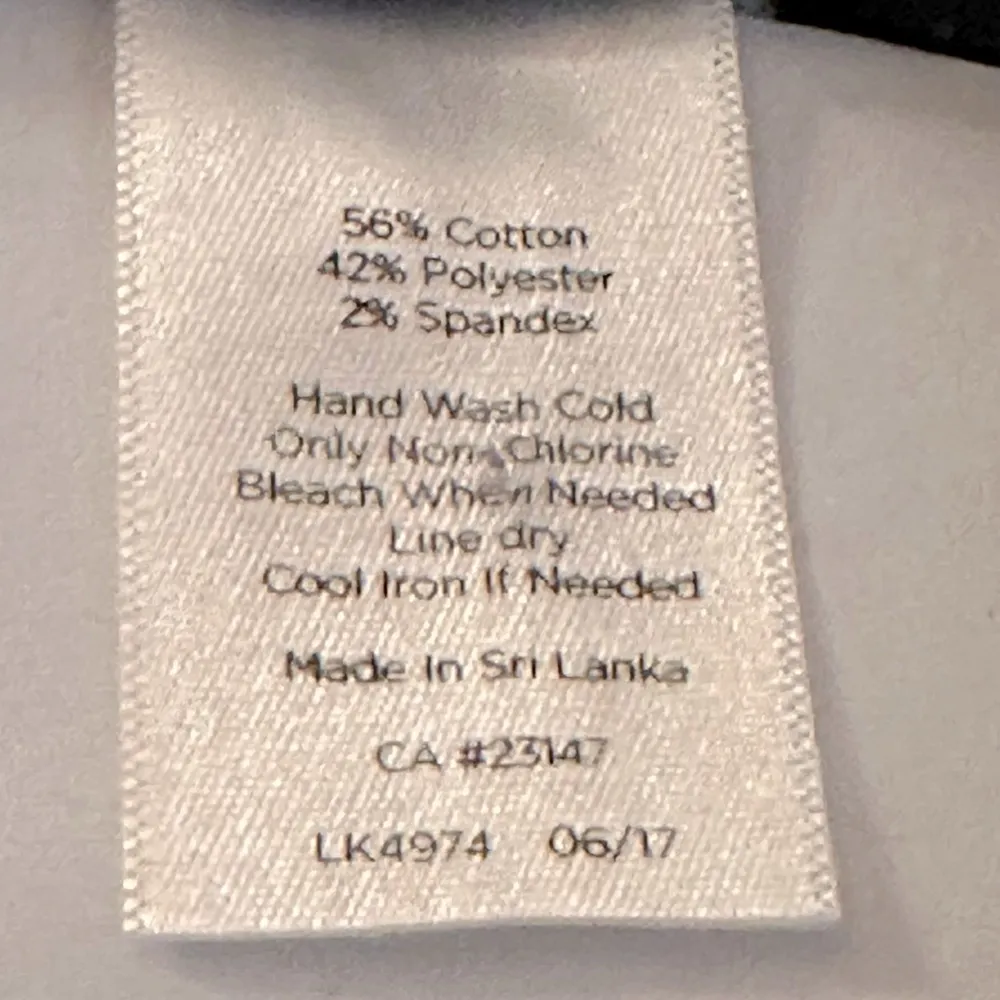 56% Cotton
42% Polyester
2% Spandex
Hand Wash Cold
Only Non-Chlorine
Bleach When Needed
Line dry
Cool Iron If Needed
Made In Sri Lanka
CA #23147
LK4974 06/17